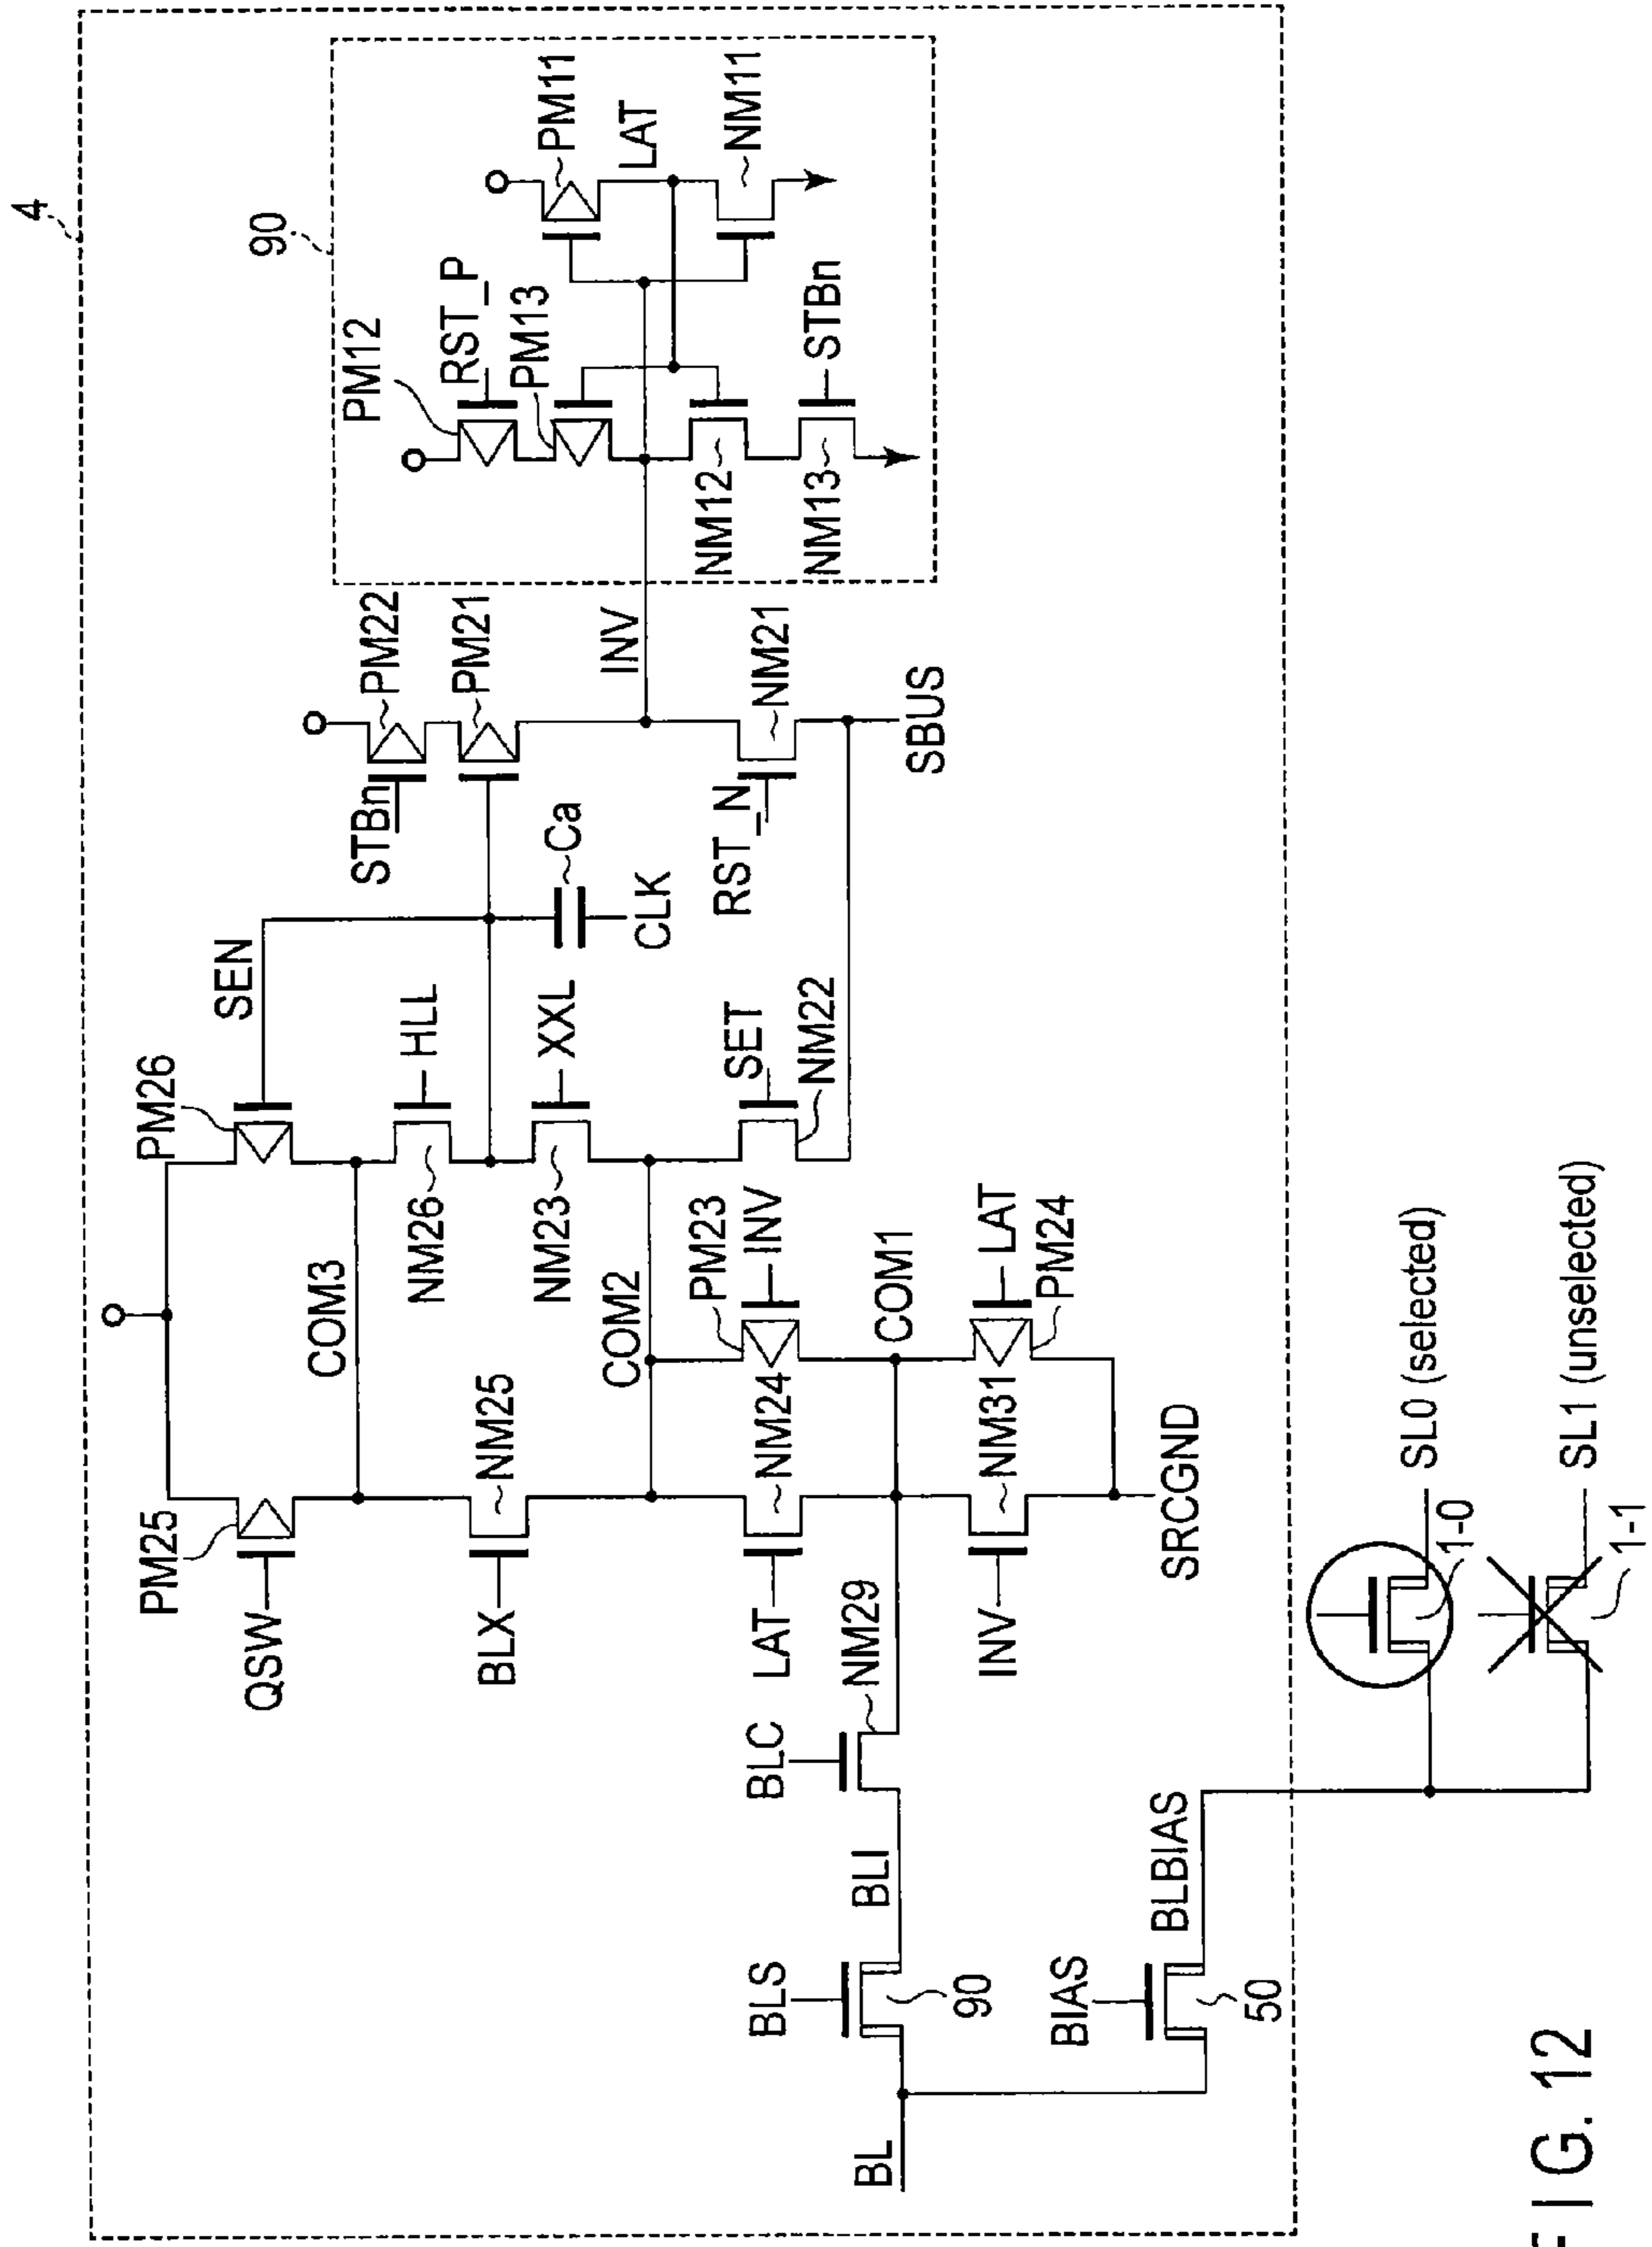 4
90
PM12
RST_P
PM13
PM11
LAT
NM11
NM12
NM13
STBn
PM22
PM21
STBn
INV
NM21
RST_N
SBUS
SEN
Ca
CLK
PM26
HLL
NM26
XXL
NM23
SET
NM22
COM3
COM2
PM25
QSW
NM25
BLX
PM23
INV
NM24
LAT
COM1
LAT
PM24
NM31
INV
SRCGND
BLC
NM29
BLI
BLS
90
BL
BIAS
50
BLBIAS
SL0 (selected)
1-0
SL1 (unselected)
1-1
FIG. 12